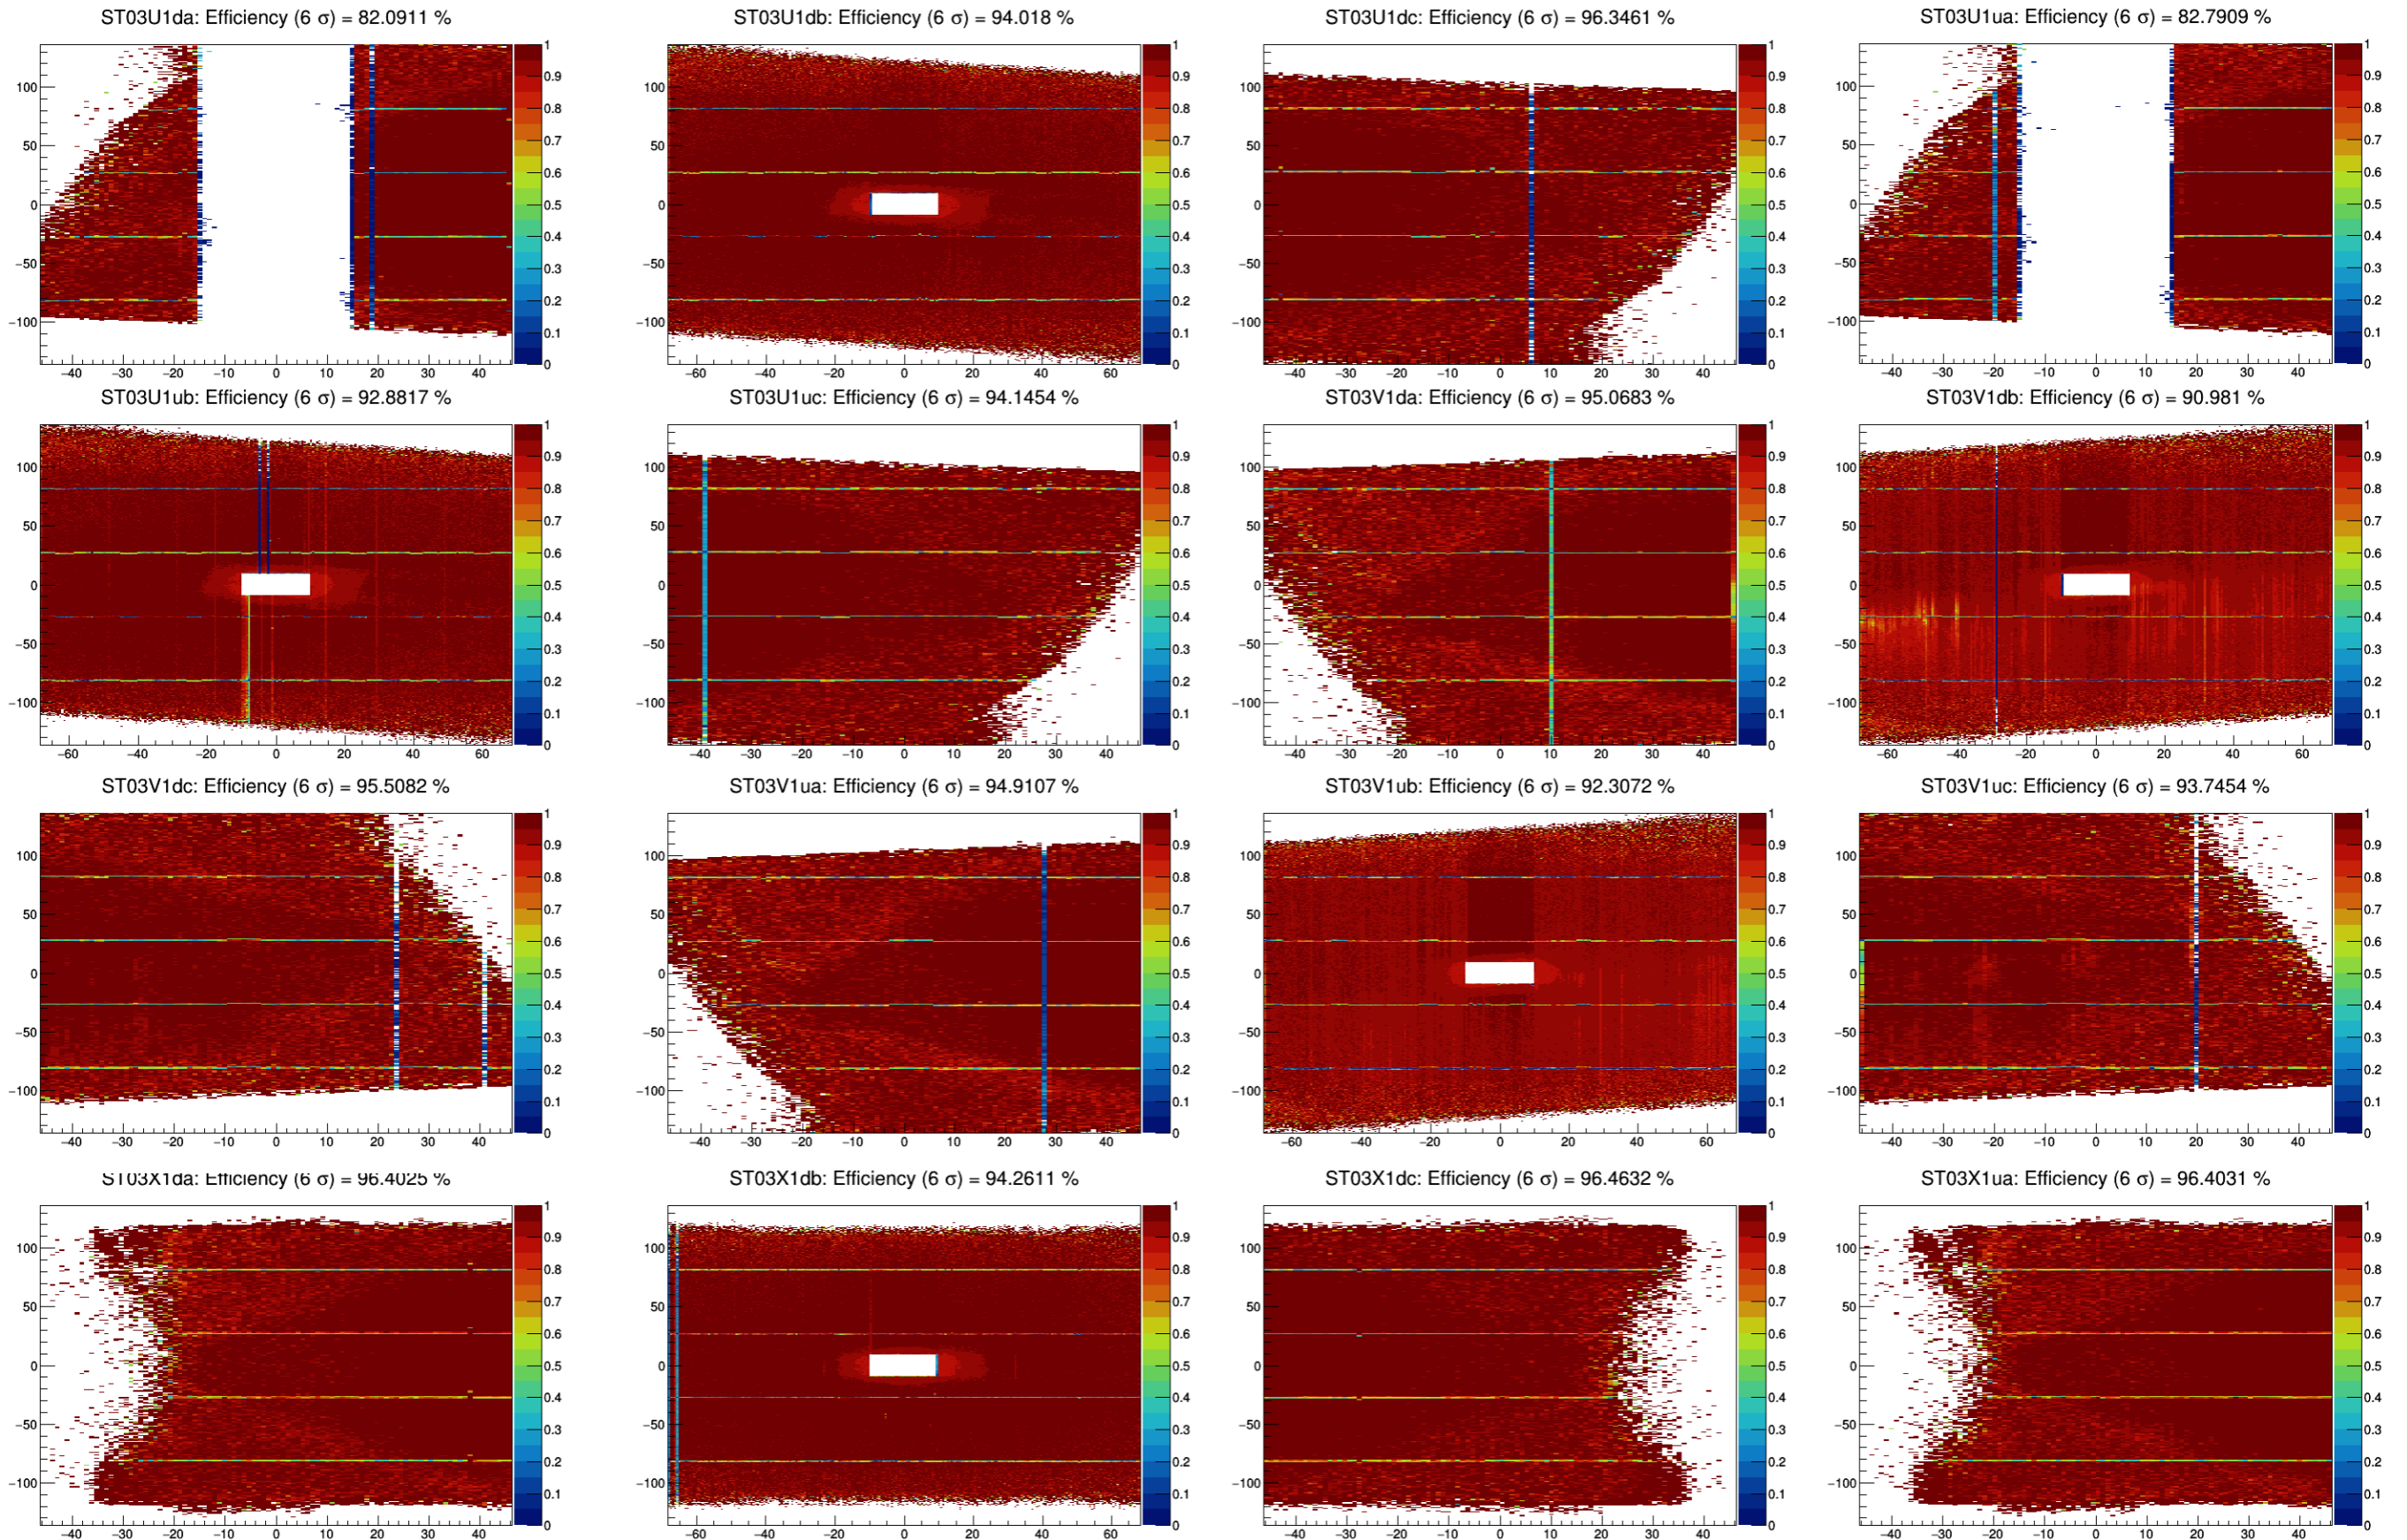 ST03U1da: Efficiency (6 σ) = 82.0911 %
ST03U1db: Efficiency (6 σ) = 94.018 %
ST03U1dc: Efficiency (6 σ) = 96.3461 %
ST03U1ua: Efficiency (6 σ) = 82.7909 %
ST03U1ub: Efficiency (6 σ) = 92.8817 %
ST03U1uc: Efficiency (6 σ) = 94.1454 %
ST03V1da: Efficiency (6 σ) = 95.0683 %
ST03V1db: Efficiency (6 σ) = 90.981 %
ST03V1dc: Efficiency (6 σ) = 95.5082 %
ST03V1ua: Efficiency (6 σ) = 94.9107 %
ST03V1ub: Efficiency (6 σ) = 92.3072 %
ST03V1uc: Efficiency (6 σ) = 93.7454 %
ST03X1da: Efficiency (6 σ) = 96.4025 %
ST03X1db: Efficiency (6 σ) = 94.2611 %
ST03X1dc: Efficiency (6 σ) = 96.4632 %
ST03X1ua: Efficiency (6 σ) = 96.4031 %